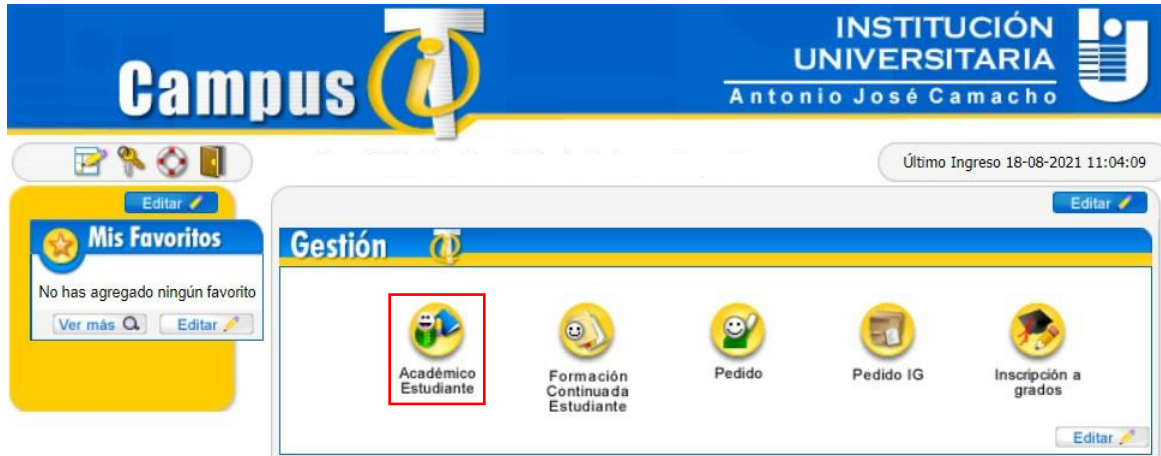 Campus iT
INSTITUCIÓN
UNIVERSITARIA
Antonio José Camacho
Último Ingreso 18-08-2021 11:04:09
Editar
Mis Favoritos
No has agregado ningún favorito
Ver más
Editar
Editar
Gestión
Académico
Estudiante
Formación
Continuada
Estudiante
Pedido
Pedido IG
Inscripción a
grados
Editar